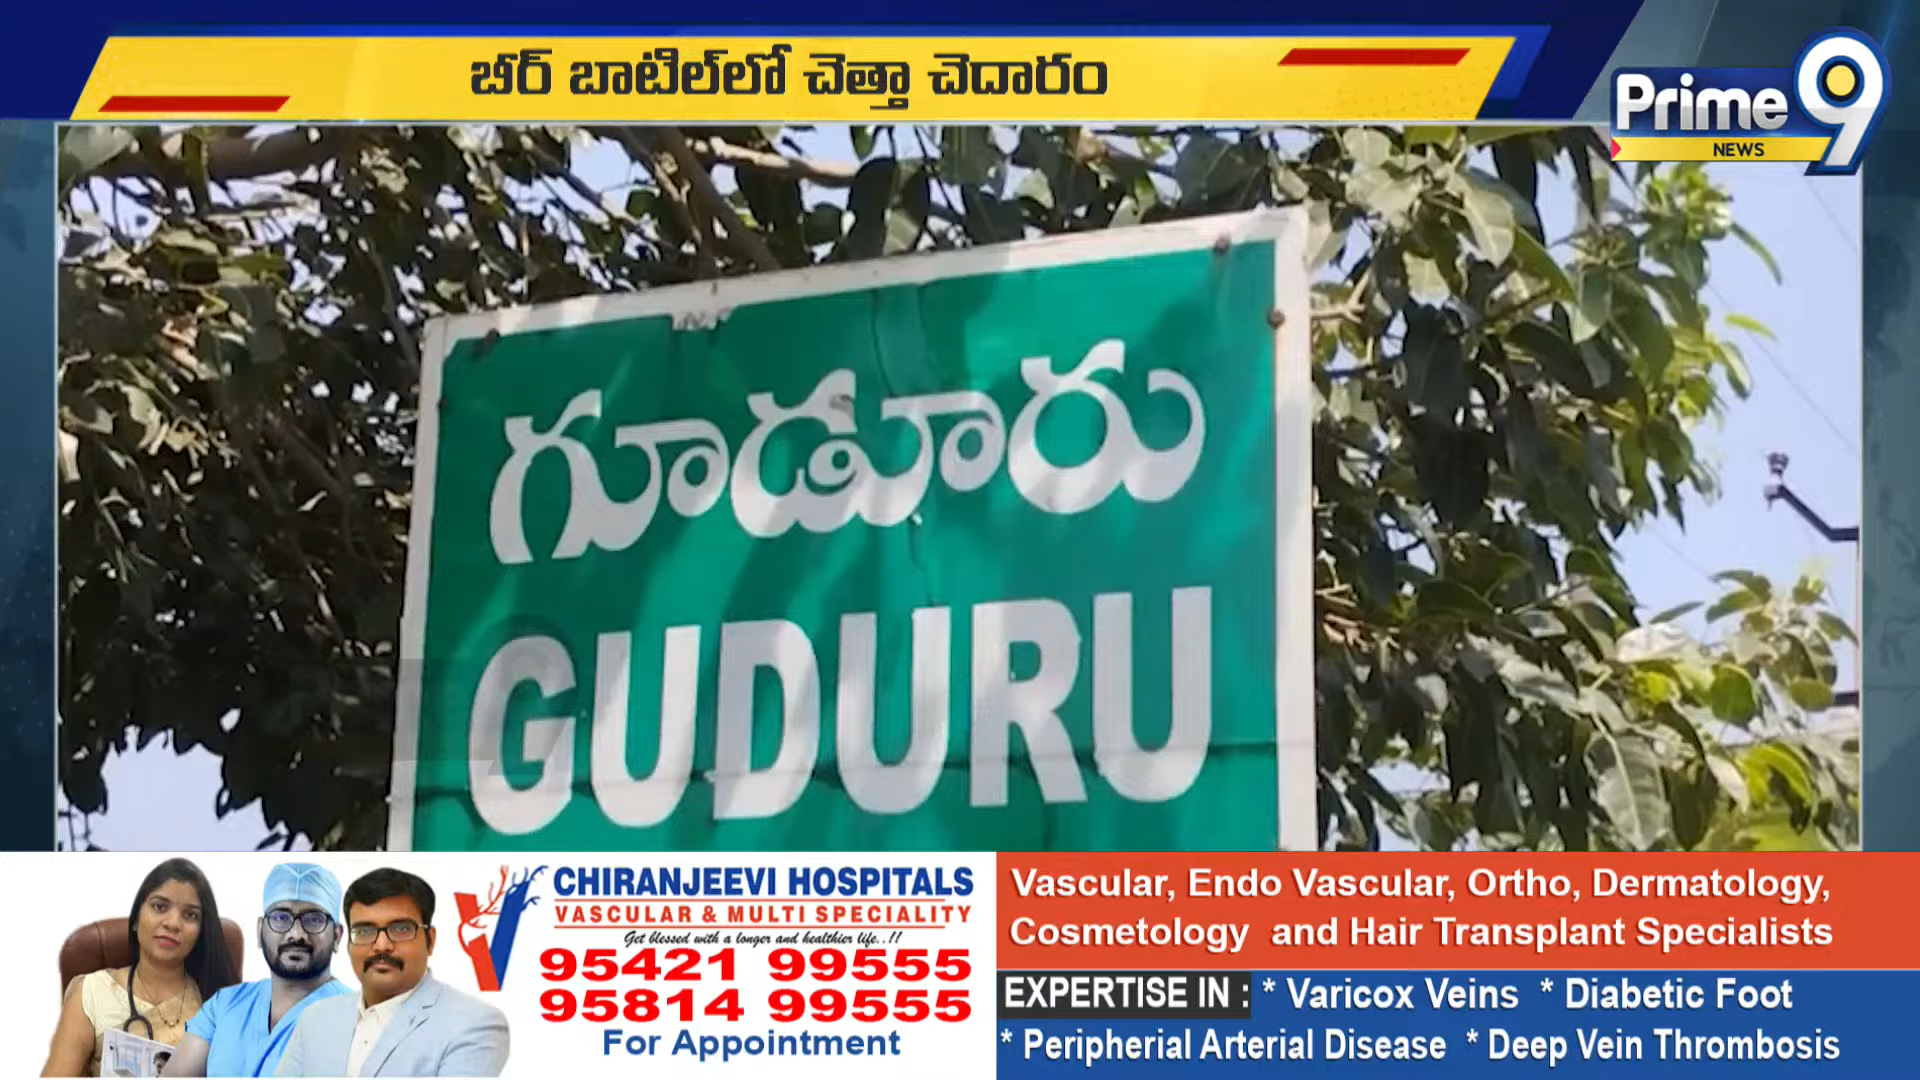 బీర్ బాటిల్‌లో చెత్తా చెదారం
Prime 9
NEWS
గూడూరు
GUDURU
CHIRANJEEVI HOSPITALS
VASCULAR & MULTI SPECIALITY
Get blessed with a longer and healthier life..!!
95421 99555
95814 99555
For Appointment
Vascular, Endo Vascular, Ortho, Dermatology,
Cosmetology and Hair Transplant Specialists
EXPERTISE IN : * Varicox Veins * Diabetic Foot
* Peripherial Arterial Disease * Deep Vein Thrombosis